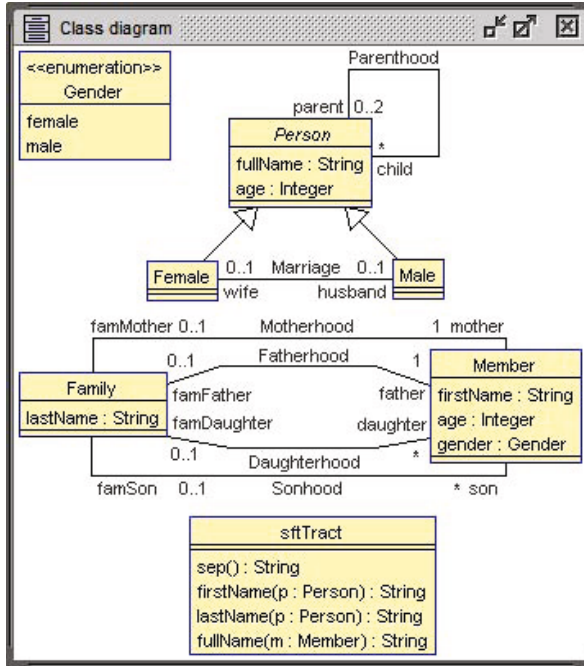 Class diagram
<<enumeration>>
Gender
female
male
Parenthood
parent 0..2
Person
*
child
fullName : String
age : Integer
Female
0..1 Marriage 0..1
wife husband
Male
famMother 0..1 Motherhood 1 mother
0..1 Fatherhood 1
Family
lastName : String
famFather father
famDaughter daughter
Member
firstName : String
age : Integer
gender : Gender
0..1 Daughterhood *
famSon 0..1 Sonhood * son
sftTract
sep() : String
firstName(p : Person) : String
lastName(p : Person) : String
fullName(m : Member) : String